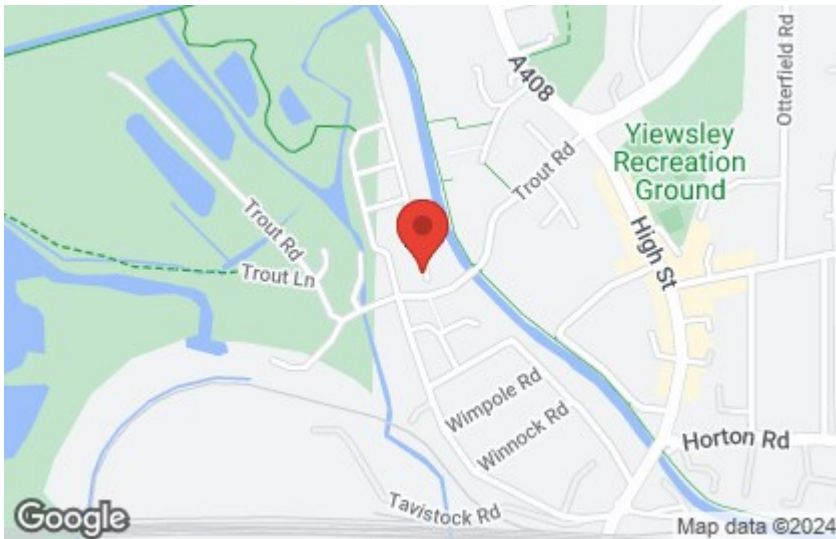 A408
Otterfield Rd
Yiewsley
Recreation
Ground
Trout Rd
Trout Rd
Trout Ln
High St
Wimpole Rd
Winnock Rd
Horton Rd
Tavistock Rd
Google
Map data ©2024